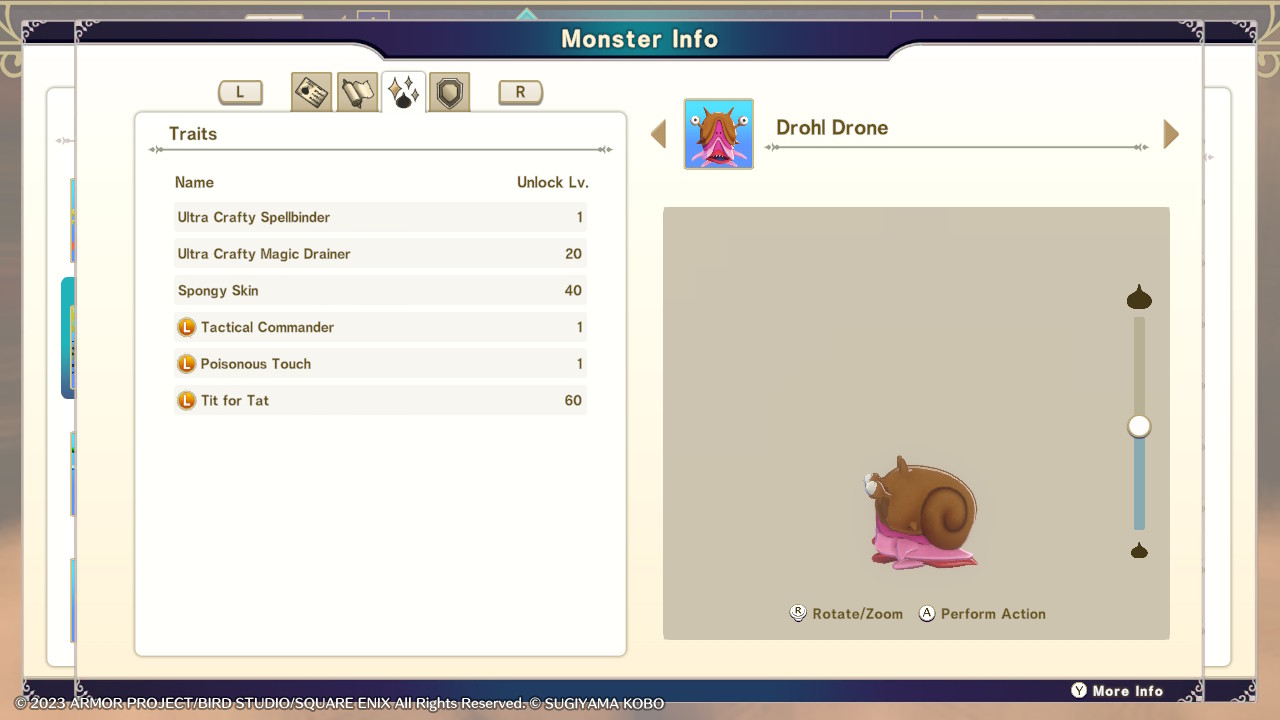 Monster Info
L
R
Traits
Name Unlock Lv.
Ultra Crafty Spellbinder 1
Ultra Crafty Magic Drainer 20
Spongy Skin 40
L Tactical Commander 1
L Poisonous Touch 1
L Tit for Tat 60
Drohl Drone
R Rotate/Zoom A Perform Action
Y More Info
© 2023 ARMOR PROJECT/BIRD STUDIO/SQUARE ENIX All Rights Reserved. © SUGIYAMA KOBO